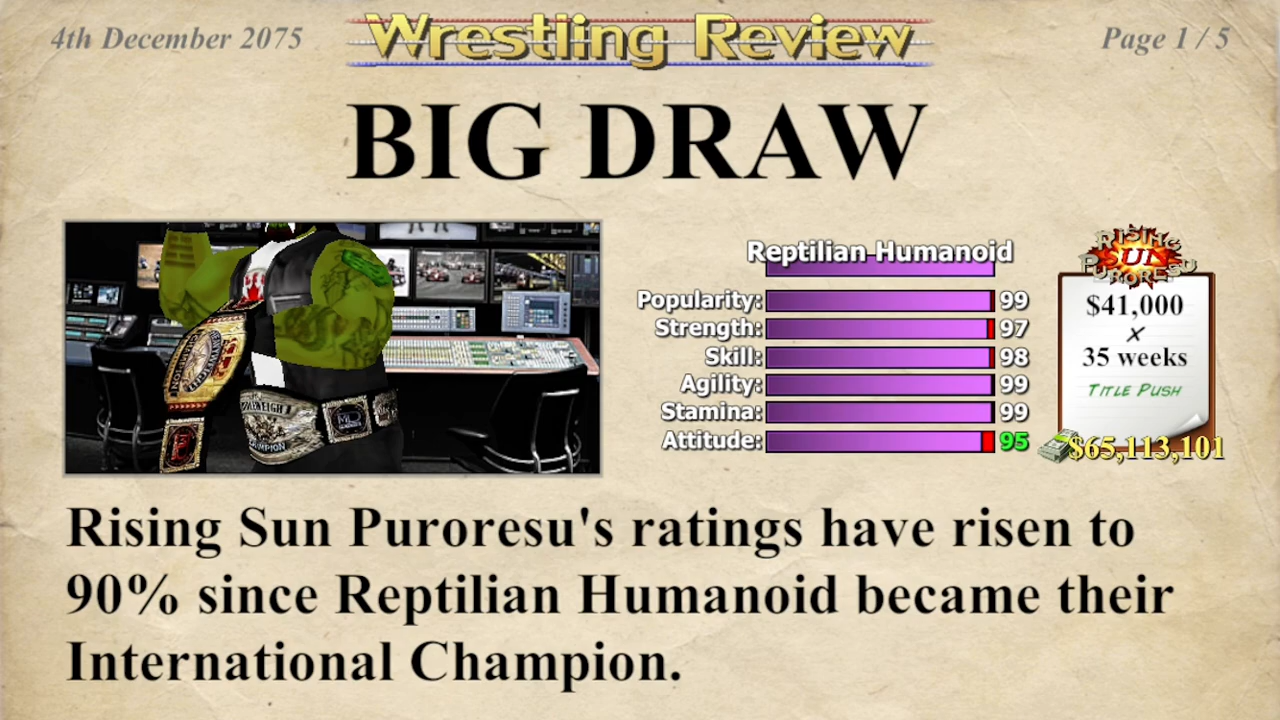 4th December 2075
Wrestling Review
Page 1 / 5
BIG DRAW
Reptilian Humanoid
Popularity: 99
Strength: 97
Skill: 98
Agility: 99
Stamina: 99
Attitude: 95
RISING
SUN
PURORESU
$41,000
×
35 weeks
TITLE PUSH
$65,113,101
Rising Sun Puroresu's ratings have risen to
90% since Reptilian Humanoid became their
International Champion.